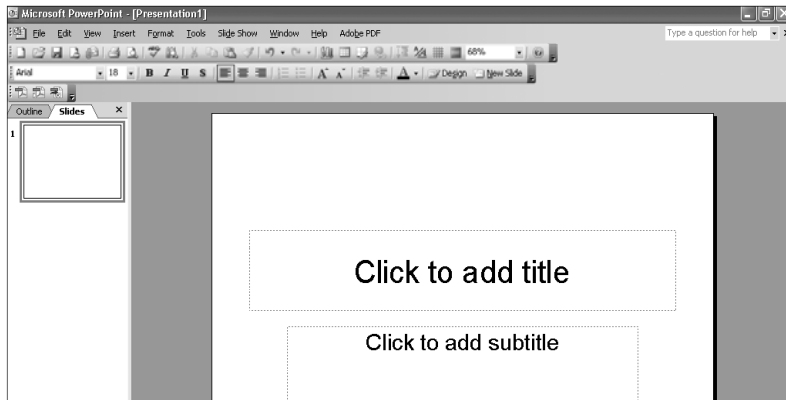 Microsoft PowerPoint - [Presentation1]
File Edit View Insert Format Tools Slide Show Window Help Adobe PDF Type a question for help
68%
Arial 18 B I U S A A A Design New Slide
Outline Slides
1
Click to add title
Click to add subtitle